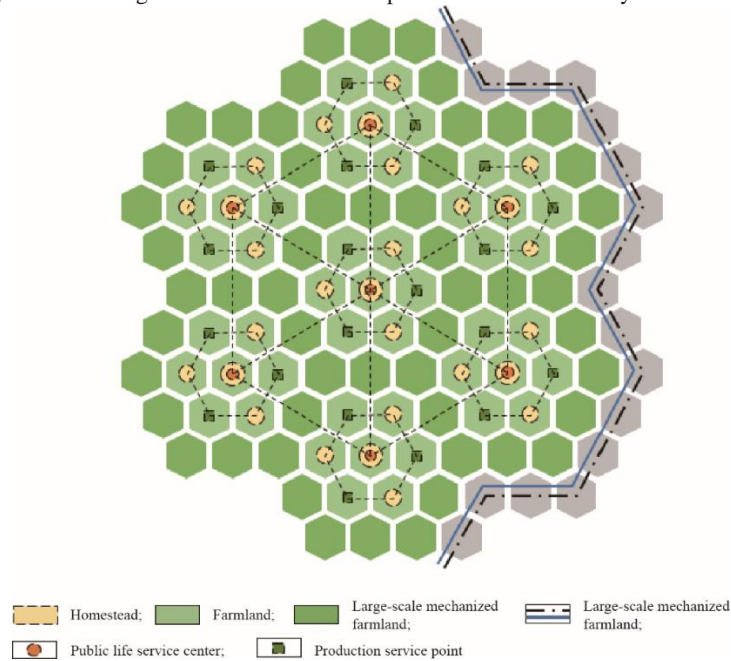 Homestead; Farmland; Large-scale mechanized farmland; Large-scale mechanized farmland;
Public life service center; Production service point